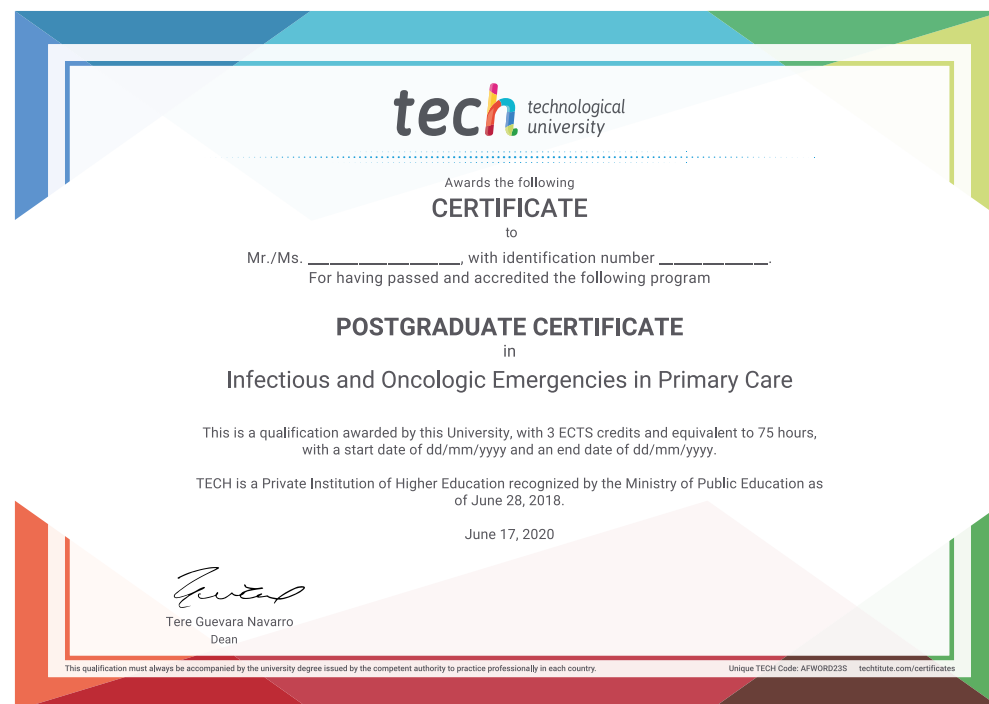 tech technological
university
Awards the following
CERTIFICATE
to
Mr./Ms. ____________________, with identification number ______________.
For having passed and accredited the following program
POSTGRADUATE CERTIFICATE
in
Infectious and Oncologic Emergencies in Primary Care
This is a qualification awarded by this University, with 3 ECTS credits and equivalent to 75 hours,
with a start date of dd/mm/yyyy and an end date of dd/mm/yyyy.
TECH is a Private Institution of Higher Education recognized by the Ministry of Public Education as
of June 28, 2018.
June 17, 2020
Tere Guevara Navarro
Dean
This qualification must always be accompanied by the university degree issued by the competent authority to practice professionally in each country.
Unique TECH Code: AFWORD23S techtitute.com/certificates